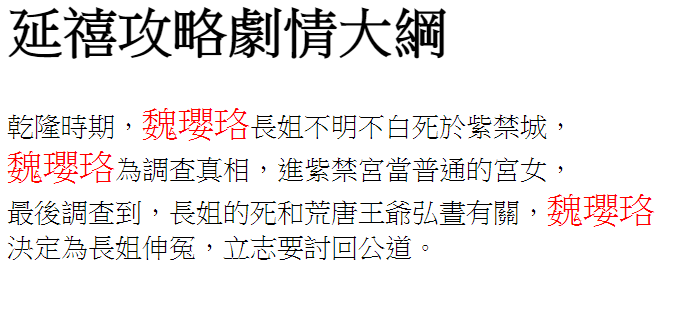 延禧攻略劇情大綱
乾隆時期，魏瓔珞長姐不明不白死於紫禁城，
魏瓔珞為調查真相，進紫禁宮當普通的宮女，
最後調查到，長姐的死和荒唐王爺弘晝有關，魏瓔珞
決定為長姐伸冤，立志要討回公道。